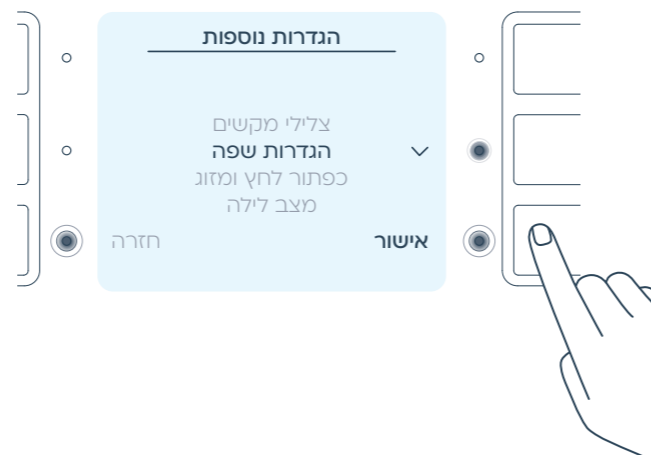 הגדרות נוספות
צלילי מקשים
הגדרות שפה
כפתור לחץ ומזוג
מצב לילה
אישור
חזרה